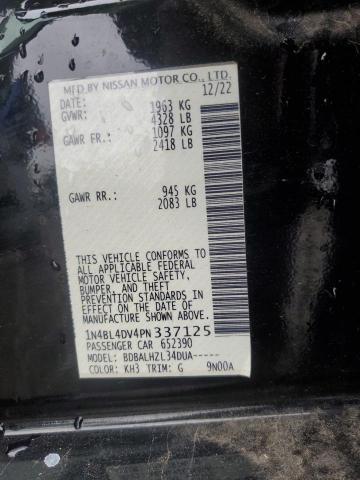 MFD BY NISSAN MOTOR CO., LTD.
DATE: 12/22
GVWR: 1963 KG
4328 LB
GAWR FR.: 1097 KG
2418 LB
GAWR RR.: 945 KG
2083 LB
THIS VEHICLE CONFORMS TO
ALL APPLICABLE FEDERAL
MOTOR VEHICLE SAFETY,
BUMPER, AND THEFT
PREVENTION STANDARDS
IN EFFECT ON THE DATE OF
MANUFACTURE SHOWN ABOVE.
1N4BL4DV4PN337125
PASSENGER CAR 652390
MODEL: BDBALHZL34DUA-----
COLOR: KH3 TRIM: G 9N00A